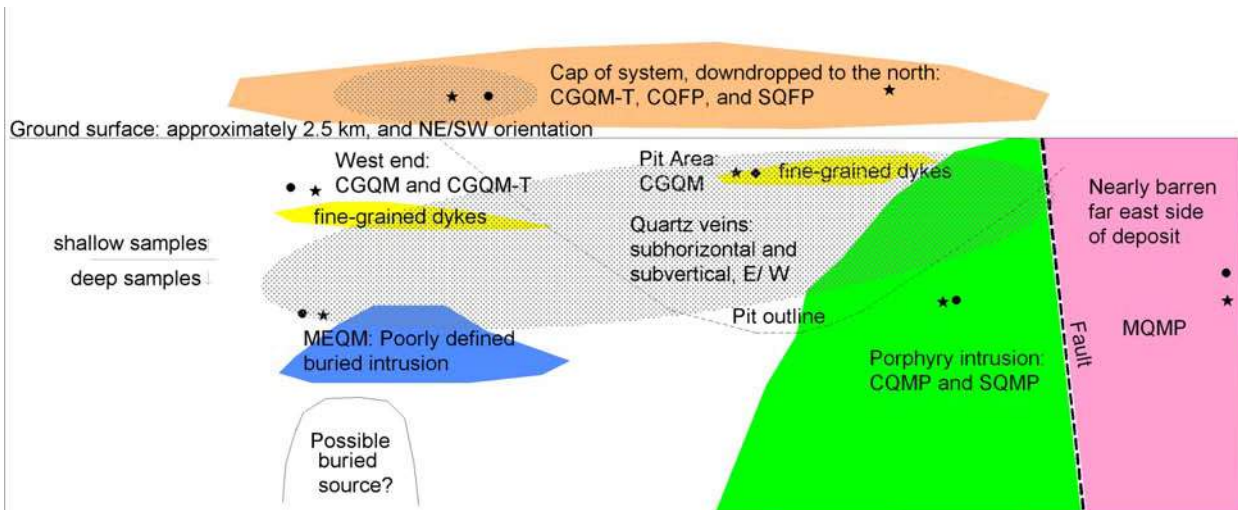 Cap of system, downdropped to the north:
CGQM-T, CQFP, and SQFP
Ground surface: approximately 2.5 km, and NE/SW orientation
West end:
CGQM and CGQM-T
fine-grained dykes
Pit Area:
CGQM
fine-grained dykes
Nearly barren
far east side
of deposit
Quartz veins:
subhorizontal and
subvertical, E/ W
shallow samples
deep samples
Pit outline
MEQM: Poorly defined
buried intrusion
Porphyry intrusion:
CQMP and SQMP
Fault
MQMP
Possible
buried
source?